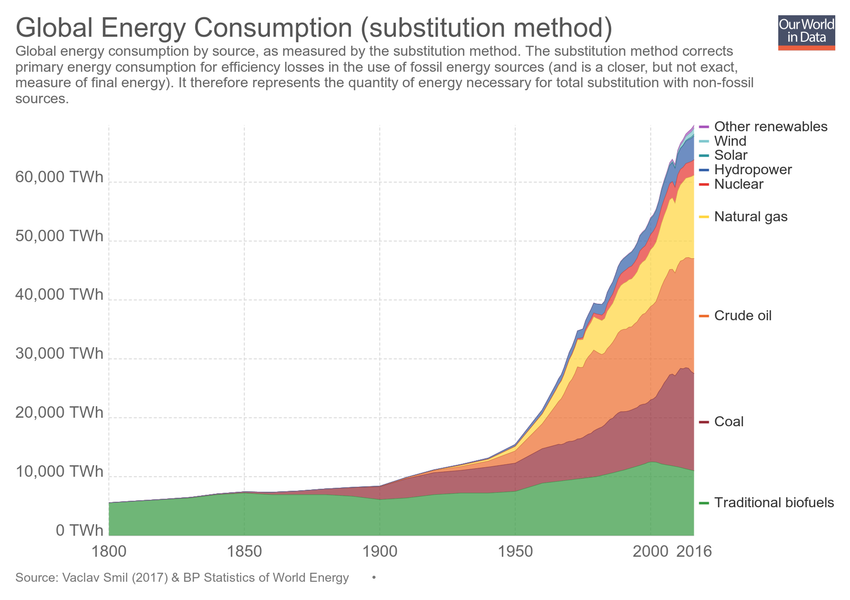 Global Energy Consumption (substitution method)
Our World
in Data
Global energy consumption by source, as measured by the substitution method. The substitution method corrects
primary energy consumption for efficiency losses in the use of fossil energy sources (and is a closer, but not exact,
measure of final energy). It therefore represents the quantity of energy necessary for total substitution with non-fossil
sources.
Other renewables
Wind
Solar
Hydropower
Nuclear
Natural gas
Crude oil
Coal
Traditional biofuels
60,000 TWh
50,000 TWh
40,000 TWh
30,000 TWh
20,000 TWh
10,000 TWh
0 TWh
1800 1850 1900 1950 2000 2016
Source: Vaclav Smil (2017) & BP Statistics of World Energy •